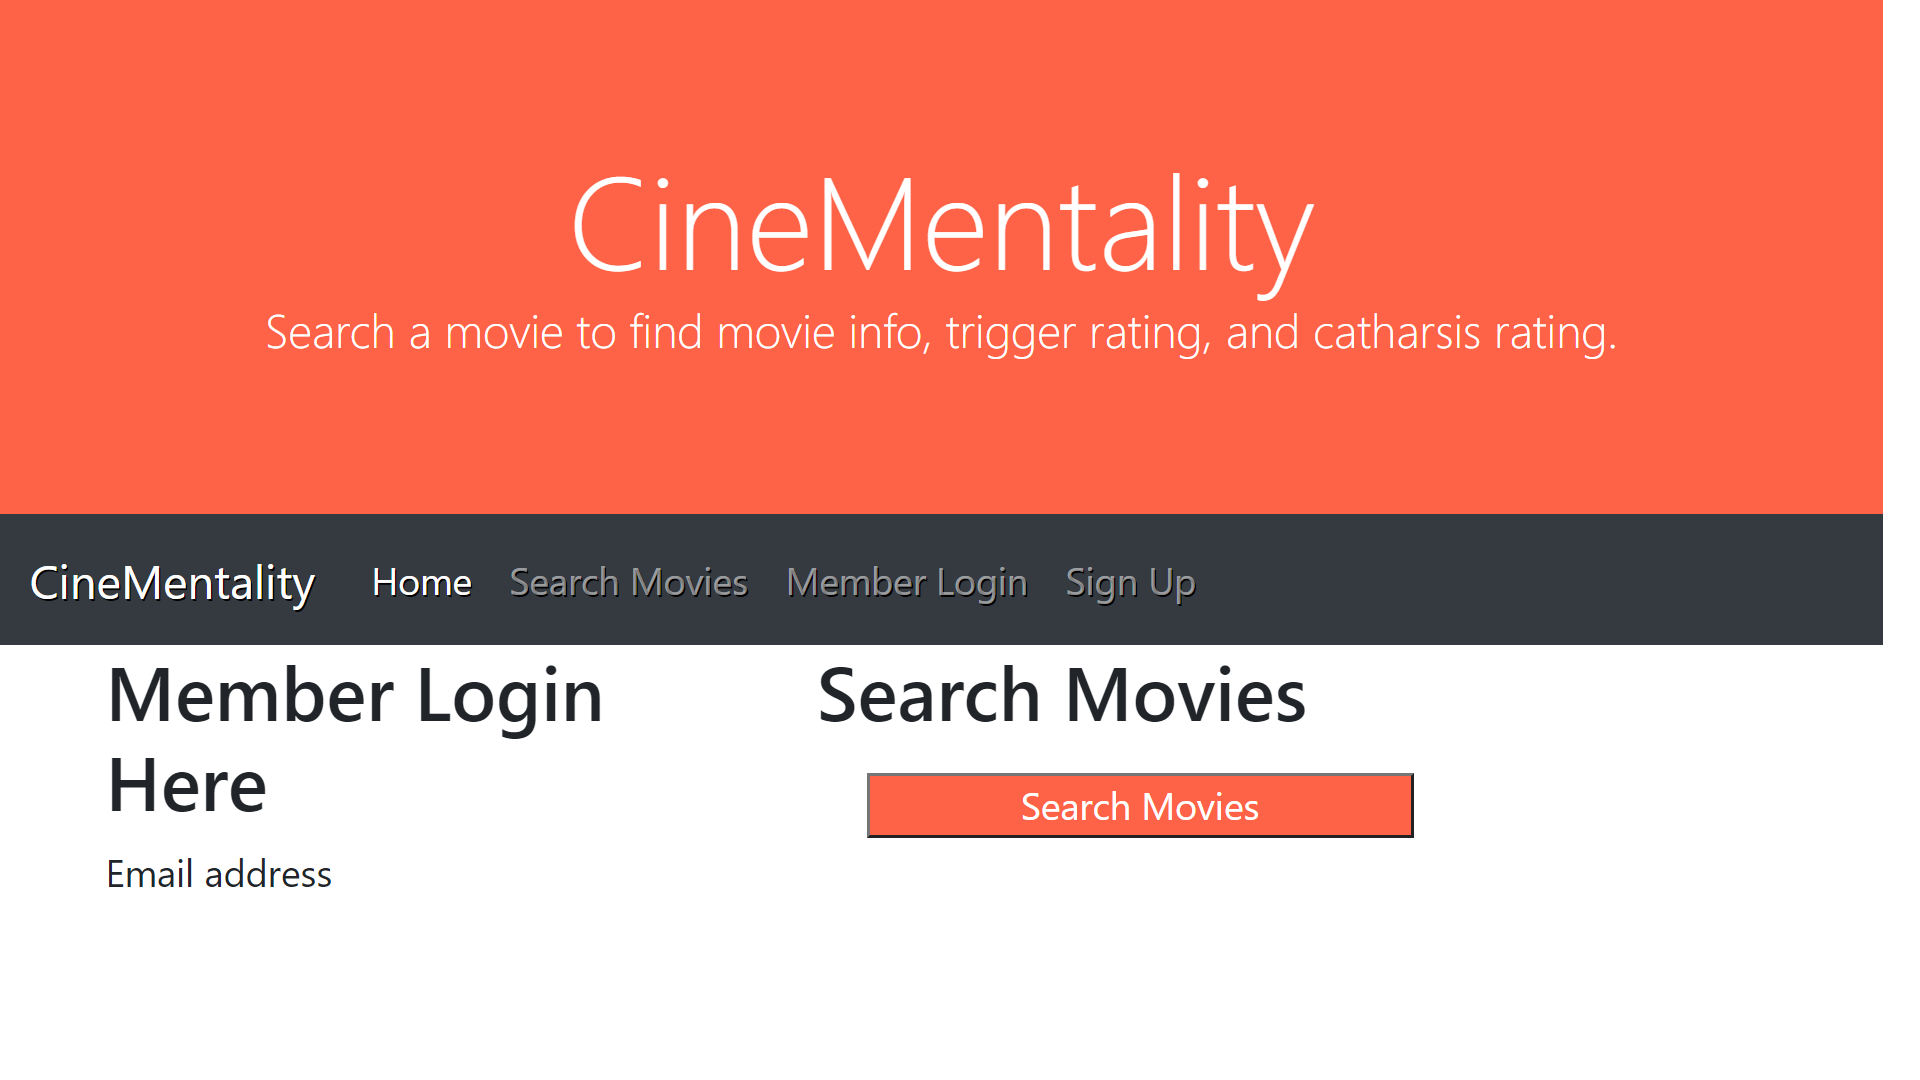 CineMentality
Search a movie to find movie info, trigger rating, and catharsis rating.
CineMentality Home Search Movies Member Login Sign Up
Member Login
Here
Email address
Search Movies
Search Movies